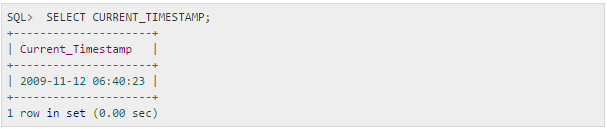 SQL>  SELECT CURRENT_TIMESTAMP;
+---------------------+
| Current_Timestamp   |
+---------------------+
| 2009-11-12 06:40:23 |
+---------------------+
1 row in set (0.00 sec)